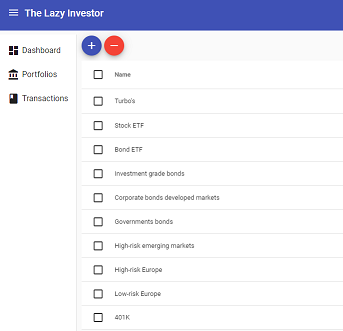 The Lazy Investor
Dashboard
Portfolios
Transactions
Name
Turbo's
Stock ETF
Bond ETF
Investment grade bonds
Corporate bonds developed markets
Governments bonds
High-risk emerging markets
High-risk Europe
Low-risk Europe
401K